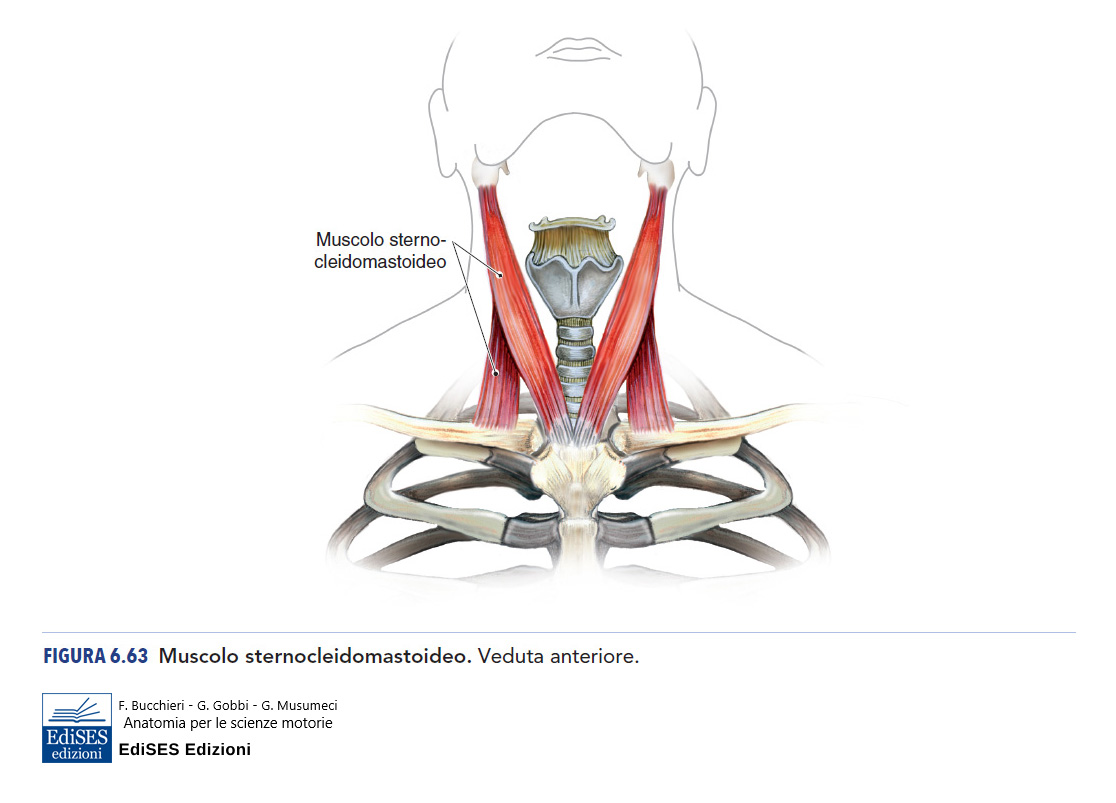 Muscolo sterno-
cleidomastoideo
FIGURA 6.63 Muscolo sternocleidomastoideo. Veduta anteriore.
F. Bucchieri - G. Gobbi - G. Musumeci
Anatomia per le scienze motorie
EdiSES
edizioni
EdiSES Edizioni